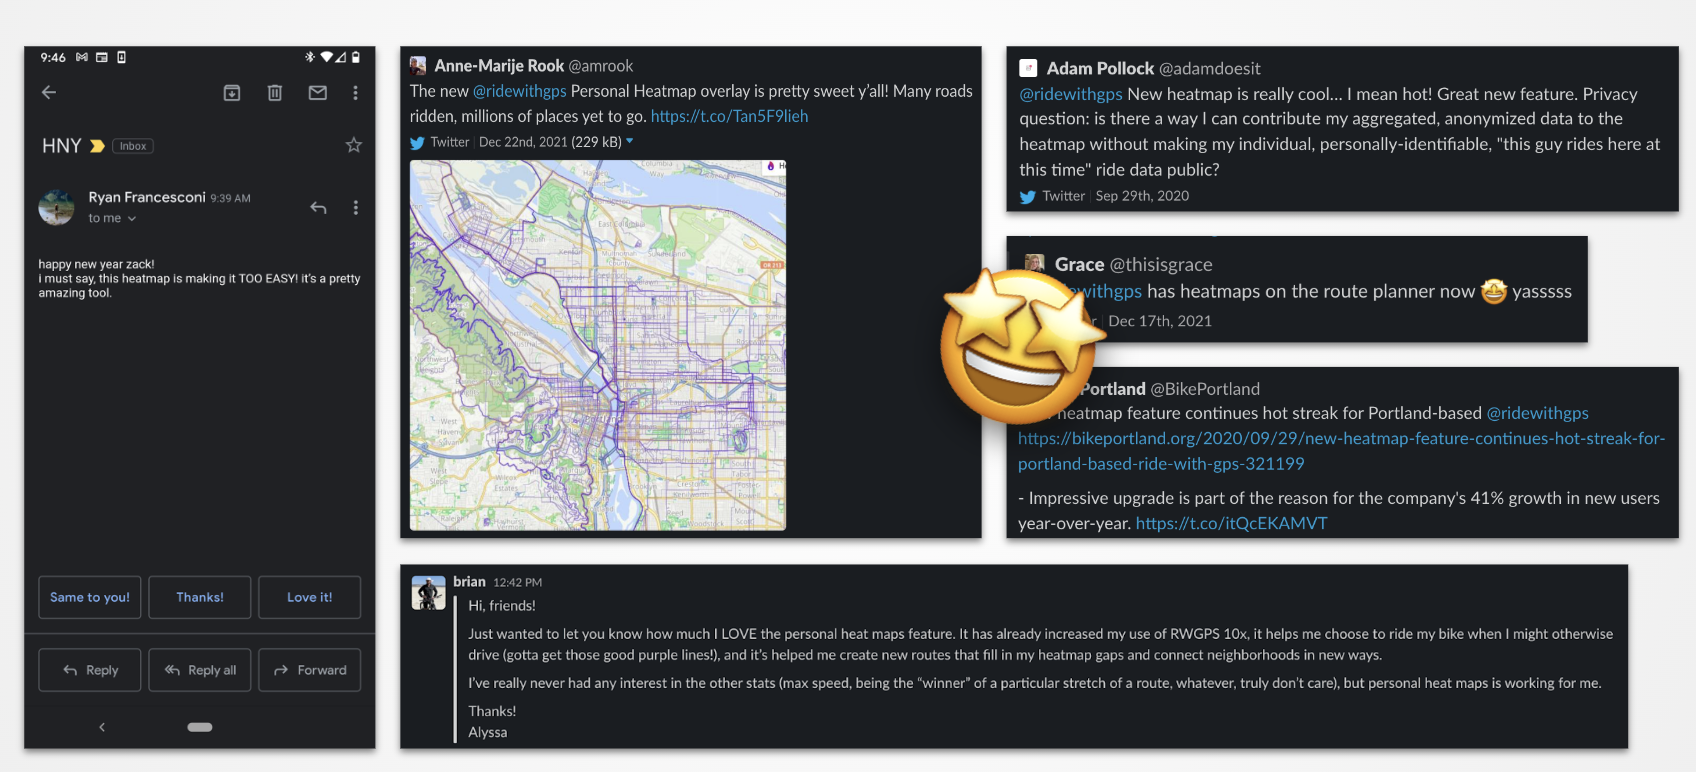 9:46
HNY
Inbox
Ryan Francesconi 9:39 AM
to me
happy new year zack!
i must say, this heatmap is making it TOO EASY! it's a pretty
amazing tool.
Same to you!
Thanks!
Love it!
Reply
Reply all
Forward
Anne-Marije Rook @amrook
The new @ridewithgps Personal Heatmap overlay is pretty sweet y'all! Many roads
ridden, millions of places yet to go. https://t.co/Tan5F9lieh
Twitter | Dec 22nd, 2021 (229 kB)
Adam Pollock @adamdoesit
@ridewithgps New heatmap is really cool... I mean hot! Great new feature. Privacy
question: is there a way I can contribute my aggregated, anonymized data to the
heatmap without making my individual, personally-identifiable, "this guy rides here at
this time" ride data public?
Twitter | Sep 29th, 2020
Grace @thisisgrace
ewithgps has heatmaps on the route planner now 🤩 yasssss
r | Dec 17th, 2021
Portland @BikePortland
heatmap feature continues hot streak for Portland-based @ridewithgps
https://bikeportland.org/2020/09/29/new-heatmap-feature-continues-hot-streak-for-
portland-based-ride-with-gps-321199
- Impressive upgrade is part of the reason for the company's 41% growth in new users
year-over-year. https://t.co/itQcEKAMVT
brian 12:42 PM
Hi, friends!
Just wanted to let you know how much I LOVE the personal heat maps feature. It has already increased my use of RWGPS 10x, it helps me choose to ride my bike when I might otherwise
drive (gotta get those good purple lines!), and it's helped me create new routes that fill in my heatmap gaps and connect neighborhoods in new ways.
I've really never had any interest in the other stats (max speed, being the "winner" of a particular stretch of a route, whatever, truly don't care), but personal heat maps is working for me.
Thanks!
Alyssa